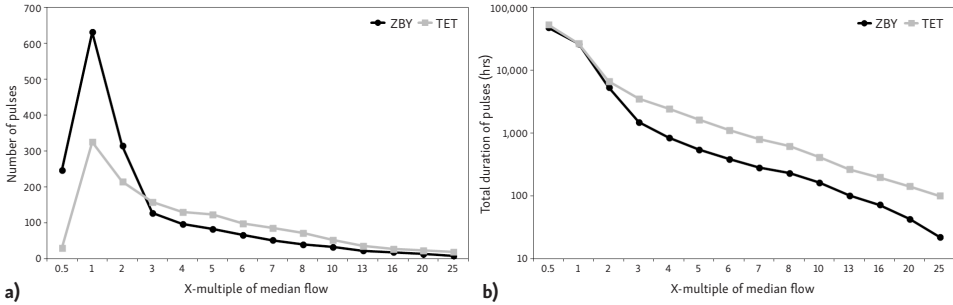 700
600
500
400
300
200
100
0
Number of pulses
ZBY TET
0.5 1 2 3 4 5 6 7 8 10 13 16 20 25
X-multiple of median flow
a)
100,000
10,000
1,000
100
10
Total duration of pulses (hrs)
ZBY TET
0.5 1 2 3 4 5 6 7 8 10 13 16 20 25
X-multiple of median flow
b)